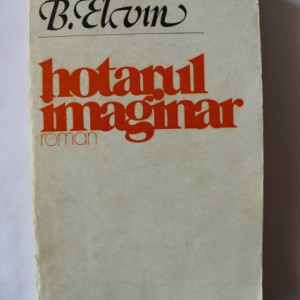 B. Elvin
hotarul
imaginar
roman